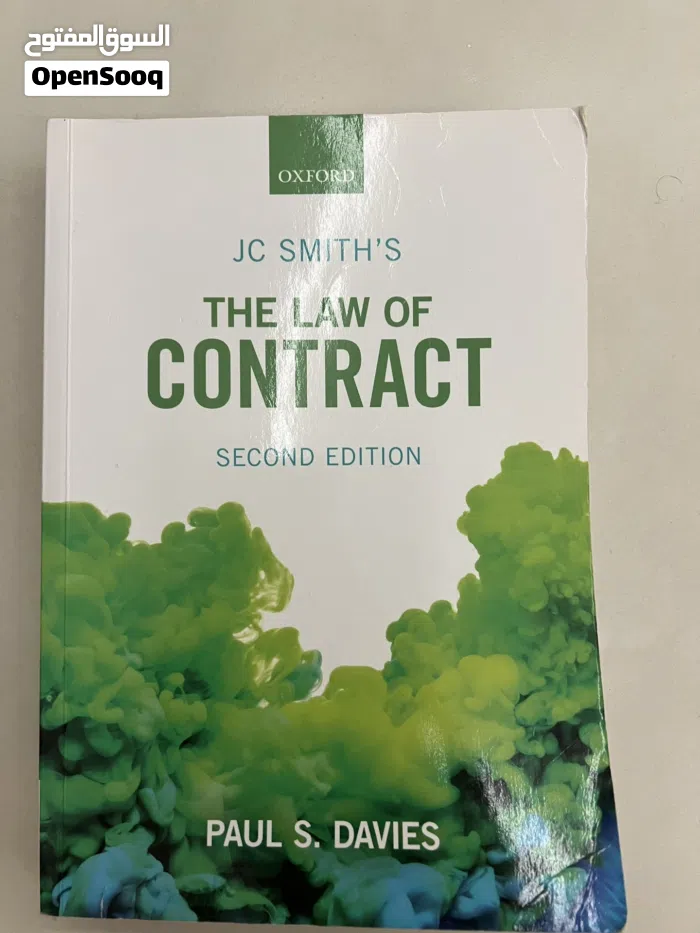 السوق المفتوح
OpenSooq
OXFORD
JC SMITH'S
THE LAW OF
CONTRACT
SECOND EDITION
PAUL S. DAVIES